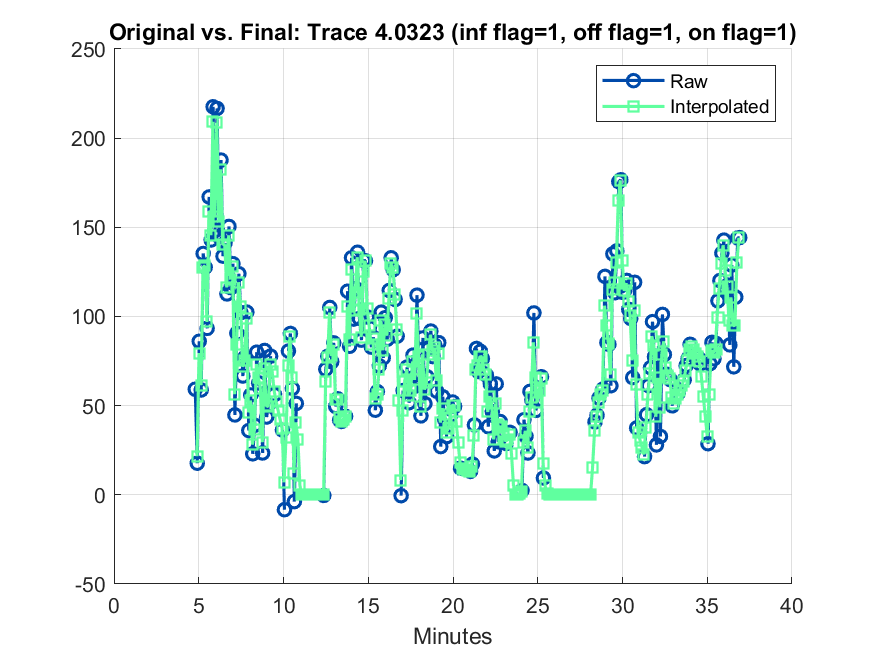 Original vs. Final: Trace 4.0323 (inf flag=1, off flag=1, on flag=1)
250
200
150
100
50
0
-50
0 5 10 15 20 25 30 35 40
Minutes
Raw
Interpolated